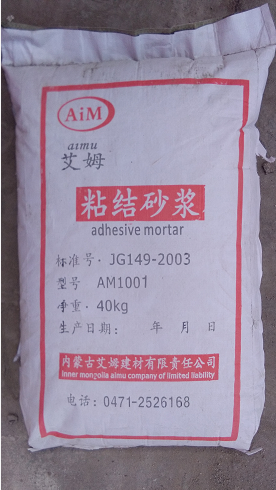 AiM
aimu
艾姆
粘结砂浆
adhesive mortar
标准号: JG149-2003
型号 AM1001
净重: 40kg
生产日期: 年 月 日
内蒙古艾姆建材有限责任公司
Inner mongolia aimu company of limited liability
电话: 0471-2526168